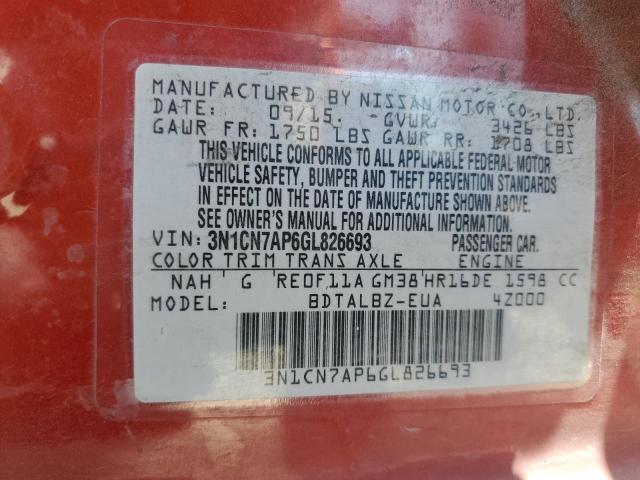 MANUFACTURED BY NISSAN MOTOR CO., LTD.
DATE: 09/15 GVWR: 3426 LBS
GAWR FR: 1750 LBS GAWR RR: 1708 LBS
THIS VEHICLE CONFORMS TO ALL APPLICABLE FEDERAL MOTOR
VEHICLE SAFETY, BUMPER AND THEFT PREVENTION STANDARDS
IN EFFECT ON THE DATE OF MANUFACTURE SHOWN ABOVE.
SEE OWNER'S MANUAL FOR ADDITIONAL INFORMATION.
VIN: 3N1CN7AP6GL826693 PASSENGER CAR.
COLOR TRIM TRANS AXLE ENGINE
NAH G RE0F11A GM38 HR16DE 1598 CC
MODEL: BDTALBZ-EUA 4Z000
3N1CN7AP6GL826693